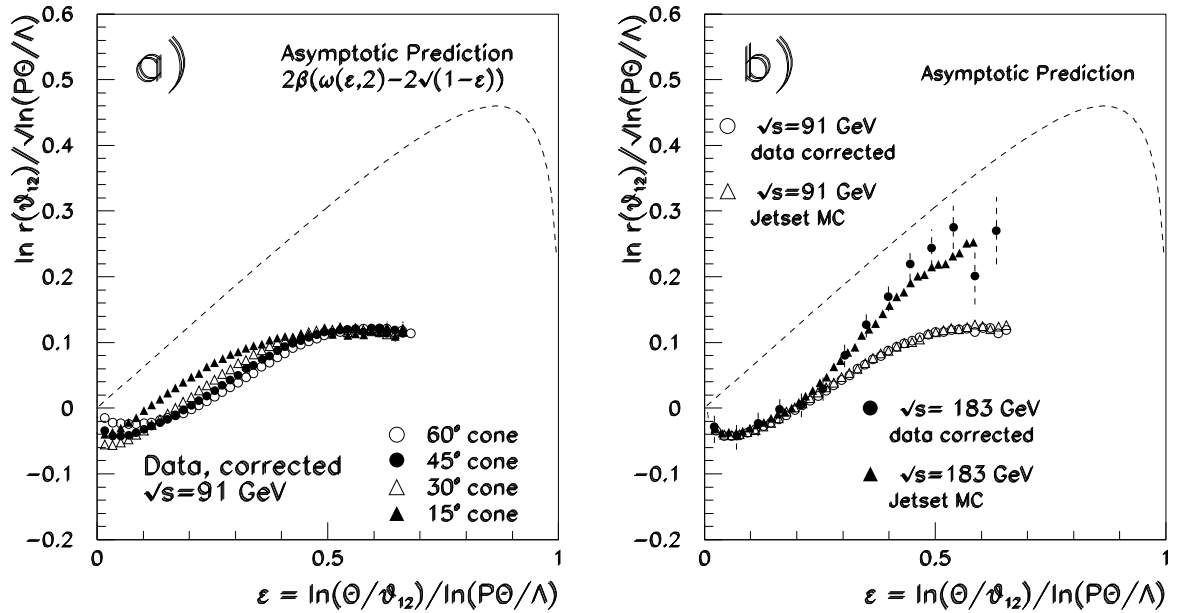 a)
Asymptotic Prediction
2β(ω(ε,2)−2√(1−ε))
ln r(ϑ₁₂)/√ln(PΘ/Λ)
0.6
0.5
0.4
0.3
0.2
0.1
0
−0.1
−0.2
Data, corrected
√s=91 GeV
60° cone
45° cone
30° cone
15° cone
0
0.5
1
ε = ln(Θ/ϑ₁₂)/ln(PΘ/Λ)
b)
Asymptotic Prediction
ln r(ϑ₁₂)/√ln(PΘ/Λ)
0.6
0.5
0.4
0.3
0.2
0.1
0
−0.1
−0.2
√s=91 GeV
data corrected
√s=91 GeV
Jetset MC
√s= 183 GeV
data corrected
√s=183 GeV
Jetset MC
0
0.5
1
ε = ln(Θ/ϑ₁₂)/ln(PΘ/Λ)